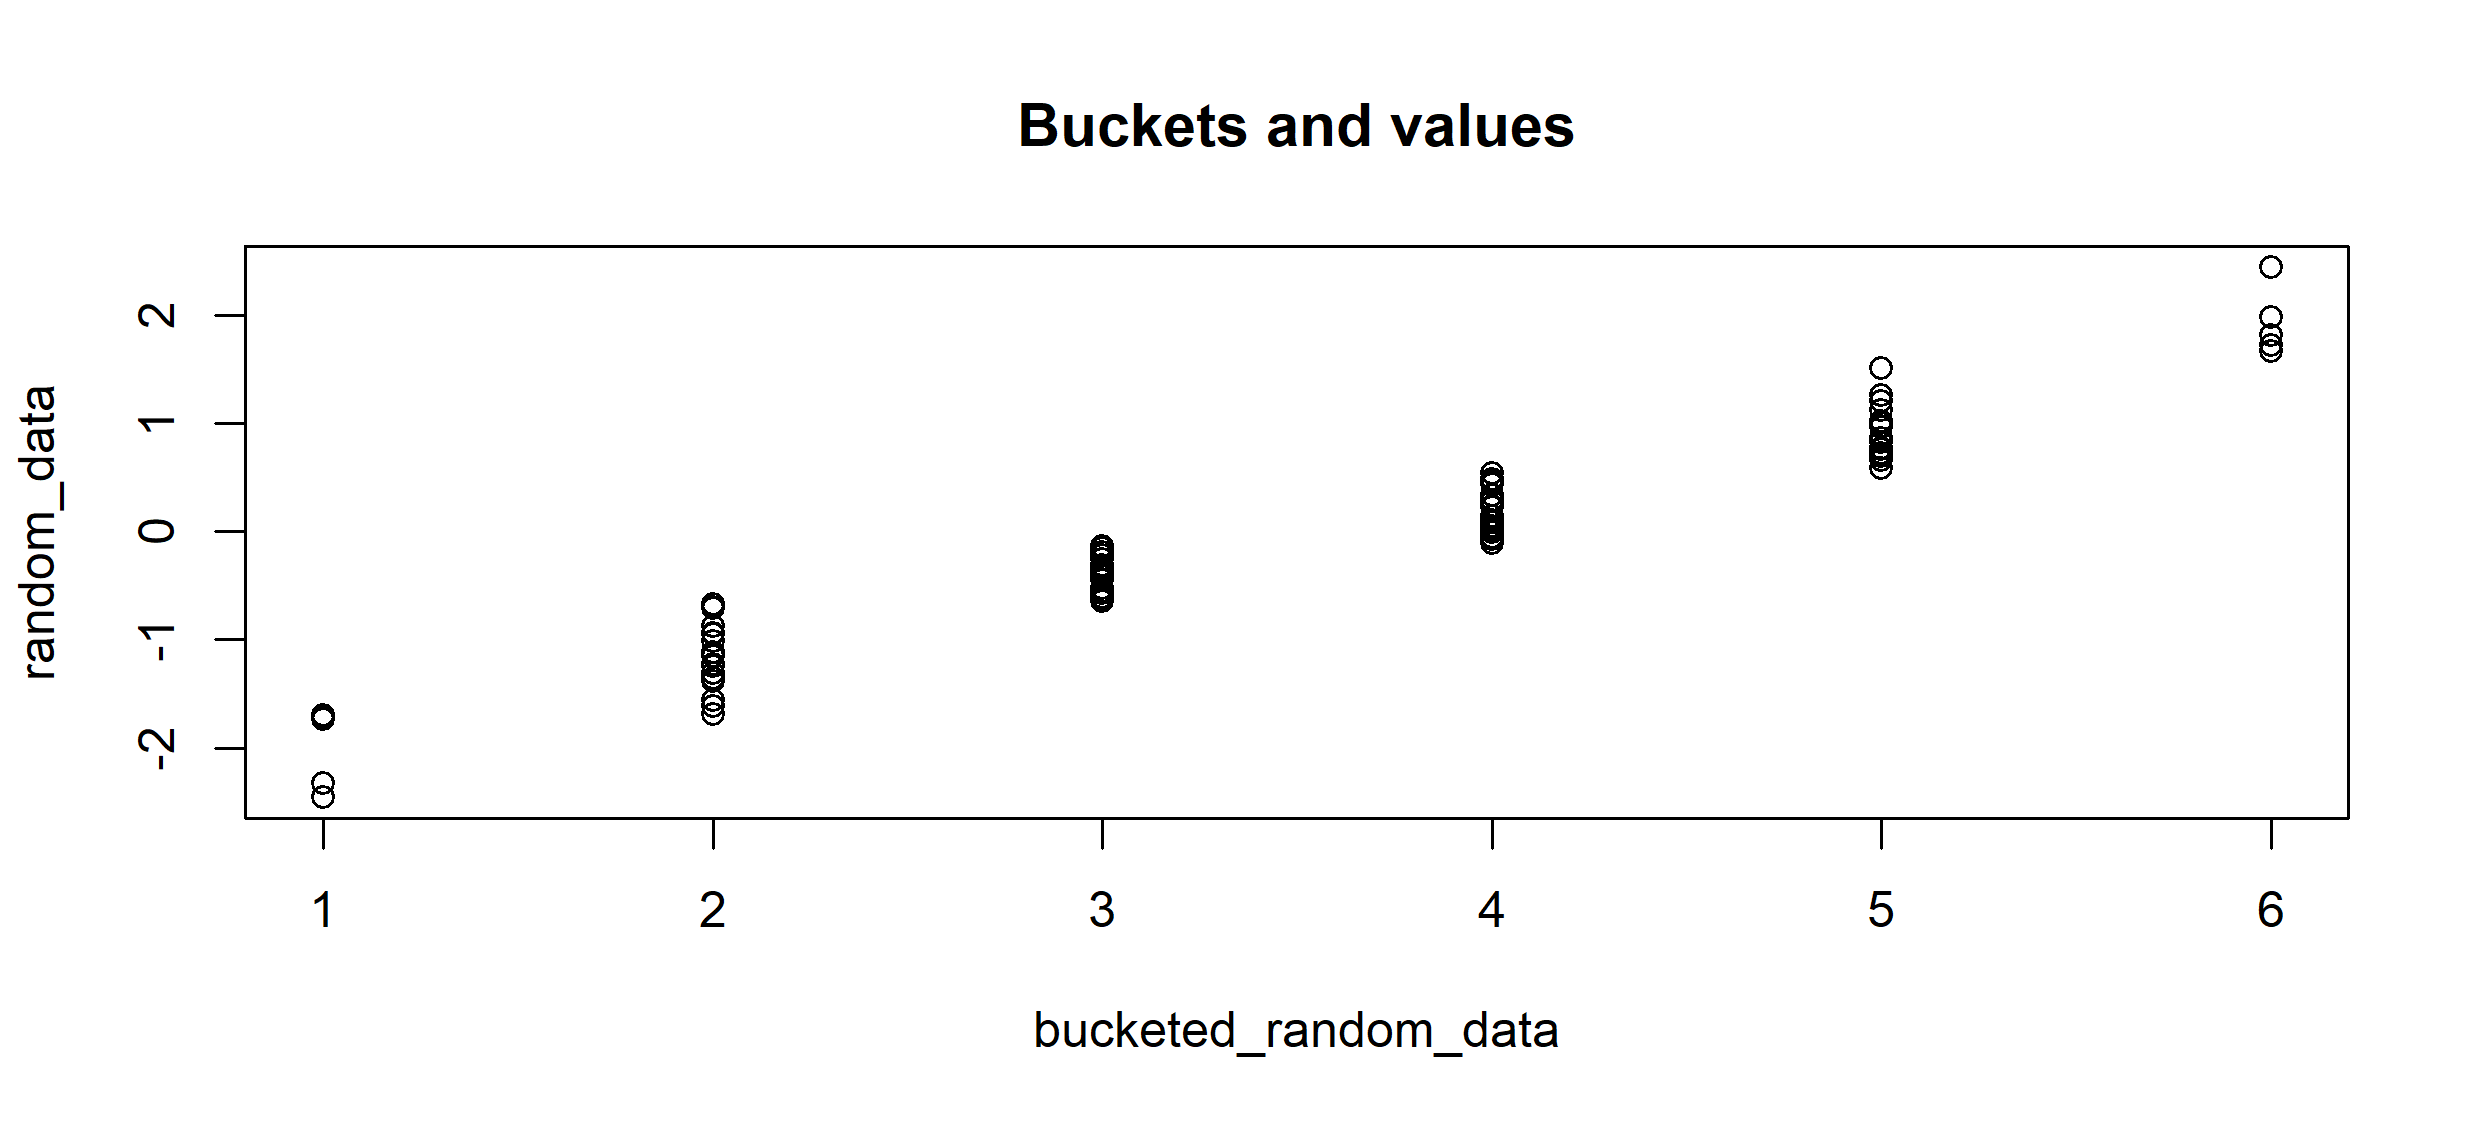 Buckets and values
random_data
2
1
0
-1
-2
1 2 3 4 5 6
bucketed_random_data